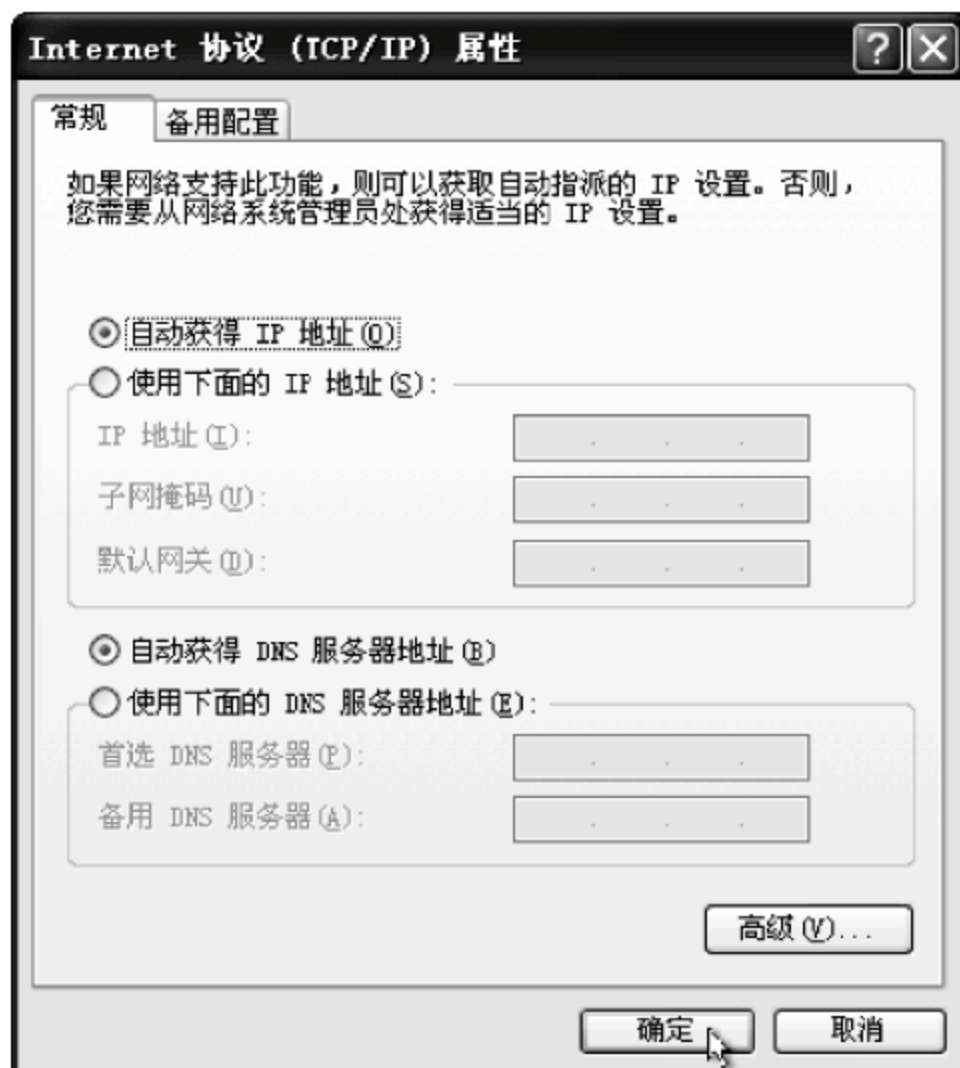 Internet 协议 (TCP/IP) 属性
常规
备用配置
如果网络支持此功能，则可以获取自动指派的 IP 设置。否则，
您需要从网络系统管理员处获得适当的 IP 设置。
自动获得 IP 地址(O)
使用下面的 IP 地址(S):
IP 地址(I):
子网掩码(U):
默认网关(D):
自动获得 DNS 服务器地址(B)
使用下面的 DNS 服务器地址(E):
首选 DNS 服务器(P):
备用 DNS 服务器(A):
高级(V)...
确定
取消